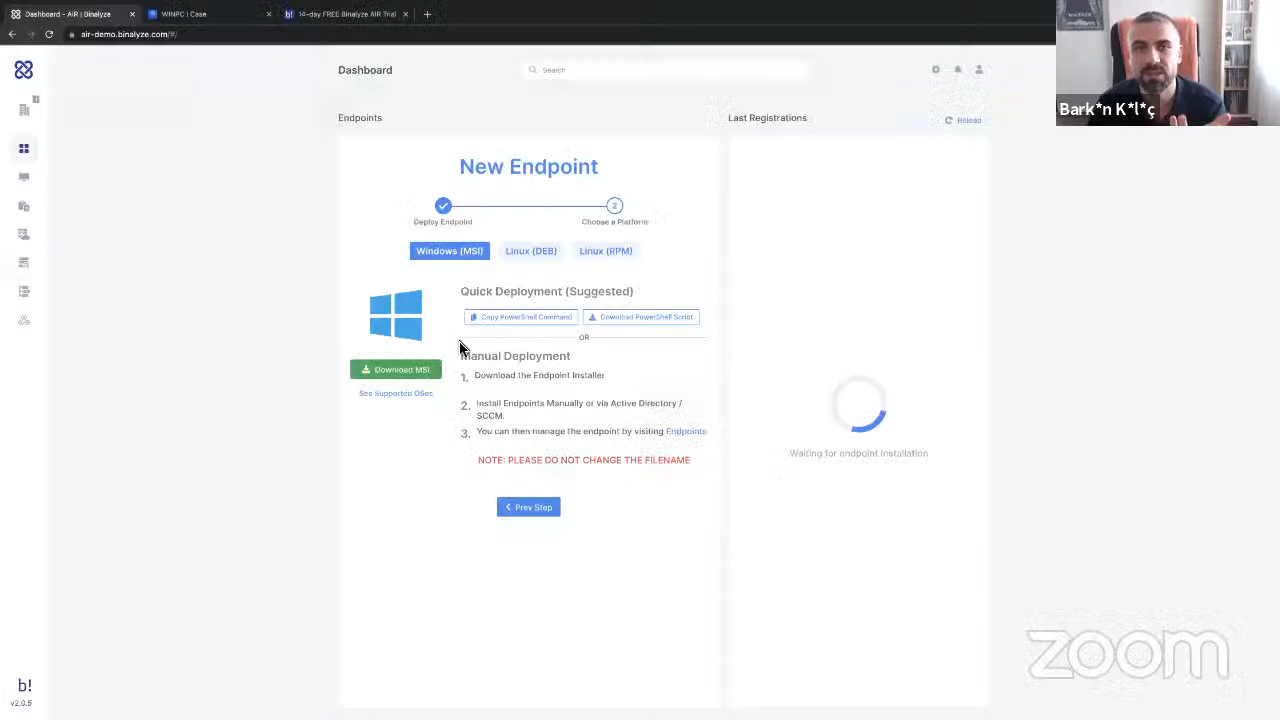 Dashboard - AIR | Binalyze
WINPC | Case
14-day FREE Binalyze AIR Trial
air-demo.binalyze.com/#/
Bark*n K*l*ç
Dashboard
Search
Endpoints
Last Registrations
Reload
New Endpoint
2
Deploy Endpoint
Choose a Platform
Windows (MSI)
Linux (DEB)
Linux (RPM)
Quick Deployment (Suggested)
Copy PowerShell Command
Download PowerShell Script
OR
Manual Deployment
Download MSI
1. Download the Endpoint Installer
See Supported OSes
2. Install Endpoints Manually or via Active Directory /
SCCM.
3. You can then manage the endpoint by visiting Endpoints
NOTE: PLEASE DO NOT CHANGE THE FILENAME
Waiting for endpoint installation
Prev Step
zoom
b!
v2.0.5